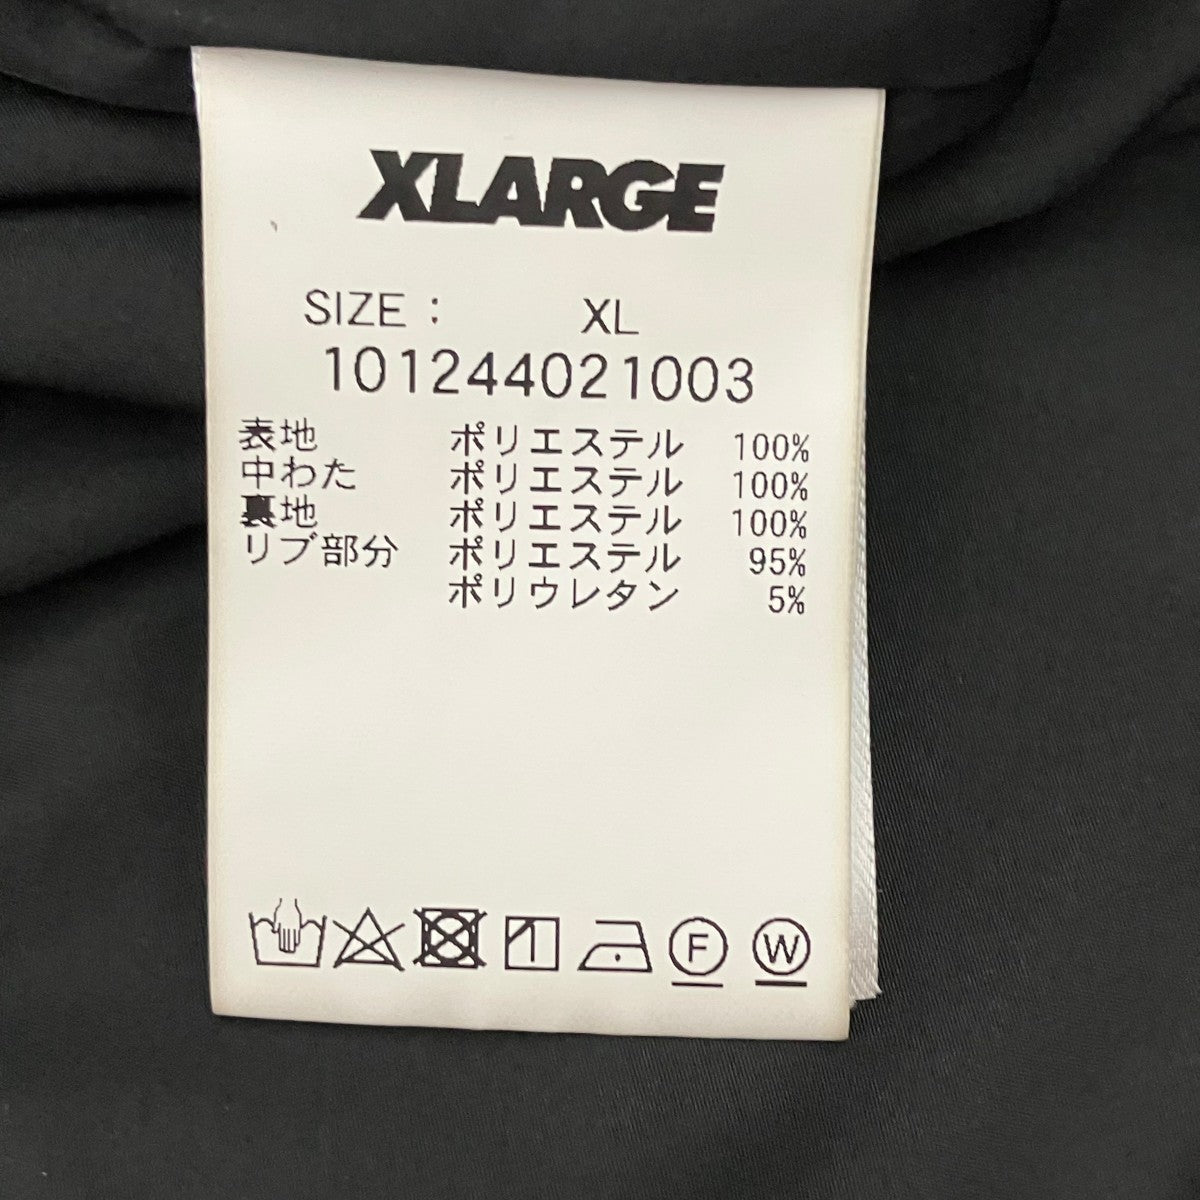 XLARGE
SIZE : XL
101244021003
表地 ポリエステル 100%
中わた ポリエステル 100%
裏地 ポリエステル 100%
リブ部分 ポリエステル 95%
ポリウレタン 5%
F W